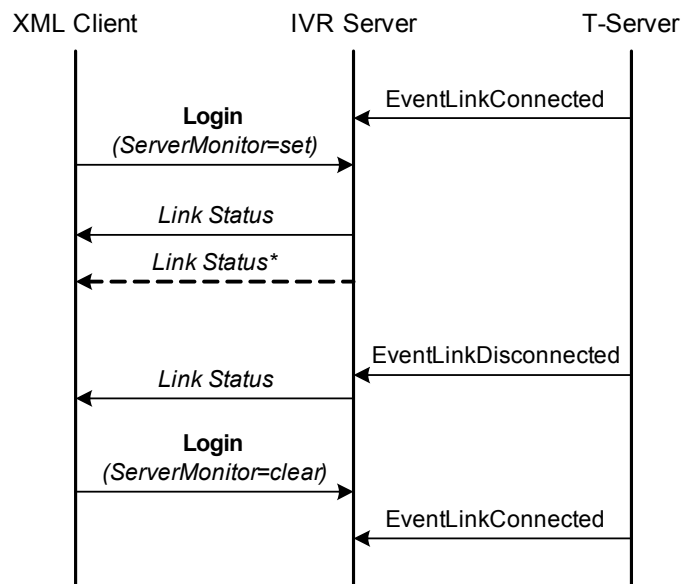 XML Client
IVR Server
T-Server
EventLinkConnected
Login
(ServerMonitor=set)
Link Status
Link Status*
EventLinkDisconnected
Link Status
Login
(ServerMonitor=clear)
EventLinkConnected